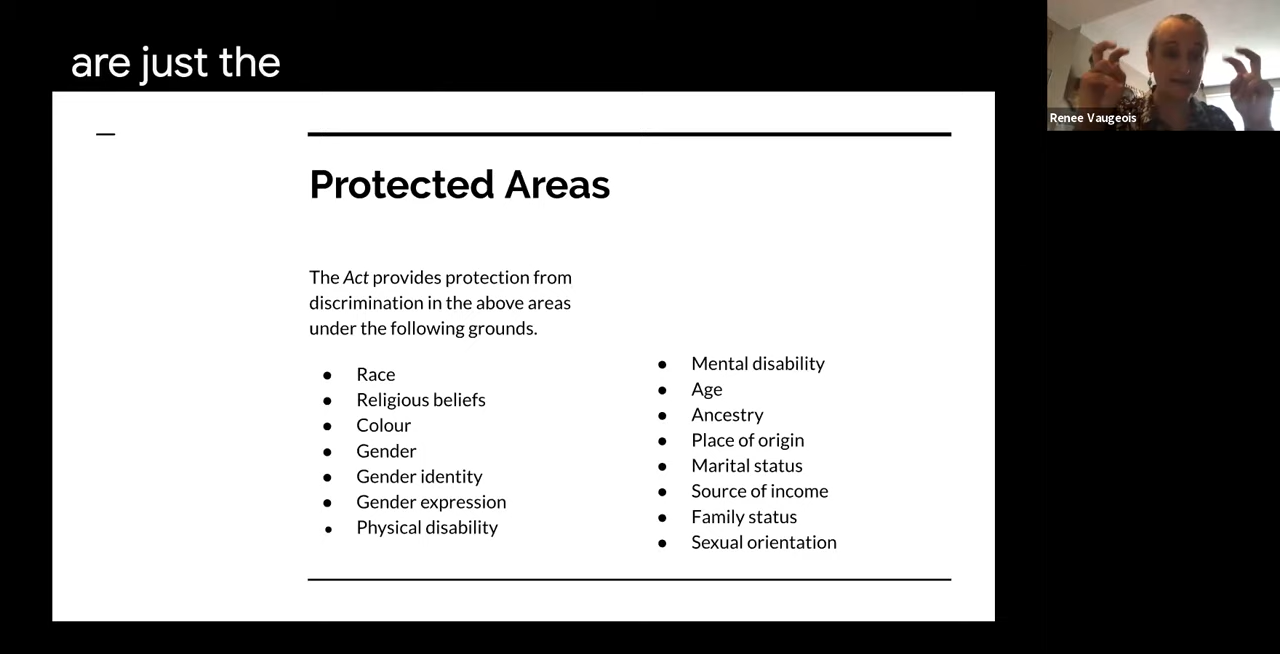 are just the
Renee Vaugeois
Protected Areas
The Act provides protection from
discrimination in the above areas
under the following grounds.
● Race
● Religious beliefs
● Colour
● Gender
● Gender identity
● Gender expression
● Physical disability
● Mental disability
● Age
● Ancestry
● Place of origin
● Marital status
● Source of income
● Family status
● Sexual orientation